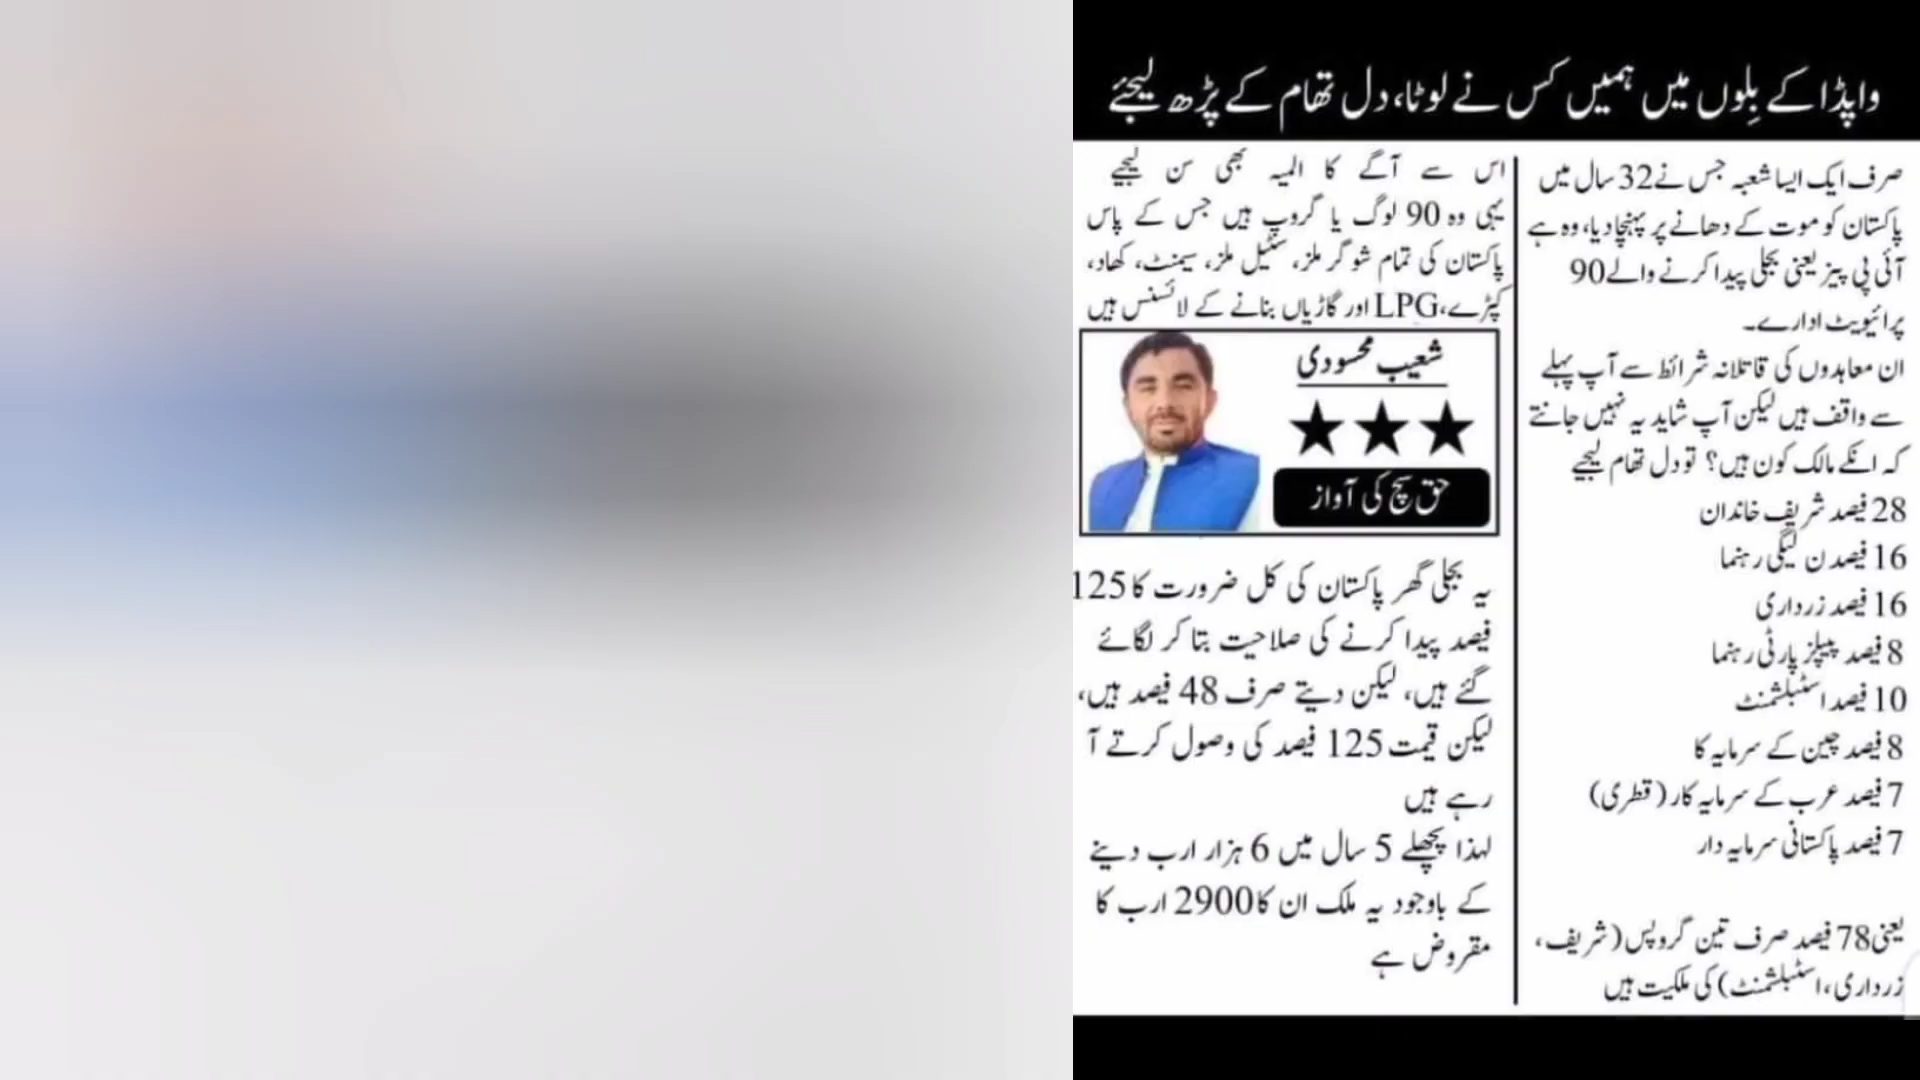 واپڈا کے بِلوں میں ہمیں کس نے لوٹا، دل تھام کے پڑھ لیجئے
صرف ایک ایسا شعبہ جس نے 32 سال میں
پاکستان کو موت کے دھانے پر پہنچا دیا، وہ ہے
آئی پی پیز یعنی بجلی پیدا کرنے والے 90
پرائیویٹ ادارے۔
ان معاہدوں کی قاتلانہ شرائط سے آپ پہلے
سے واقف ہیں لیکن آپ شاید یہ نہیں جانتے
کہ انکے مالک کون ہیں؟ تو دل تھام لیجیے
28 فیصد شریف خاندان
16 فیصد ن لیگی رہنما
16 فیصد زرداری
8 فیصد پیپلز پارٹی رہنما
10 فیصد اسٹبلشمنٹ
8 فیصد چین کے سرمایہ کا
7 فیصد عرب کے سرمایہ کار (قطری)
7 فیصد پاکستانی سرمایہ دار
یعنی 78 فیصد صرف تین گروپس (شریف،
زرداری، اسٹبلشمنٹ) کی ملکیت ہیں
اس سے آگے کا المیہ بھی سن لیجیے
یہی وہ 90 لوگ یا گروپ ہیں جس کے پاس
پاکستان کی تمام شوگر ملز، سٹیل ملز، سیمنٹ، کھاد،
کپڑے، LPG اور گاڑیاں بنانے کے لائسنس ہیں
شعیب محسودی
حق سچ کی آواز
یہ بجلی گھر پاکستان کی کل ضرورت کا 125
فیصد پیدا کرنے کی صلاحیت بتا کر لگائے
گئے ہیں، لیکن دیتے صرف 48 فیصد ہیں،
لیکن قیمت 125 فیصد کی وصول کرتے آ
رہے ہیں
لہذا پچھلے 5 سال میں 6 ہزار ارب دینے
کے باوجود یہ ملک ان کا 2900 ارب کا
مقروض ہے